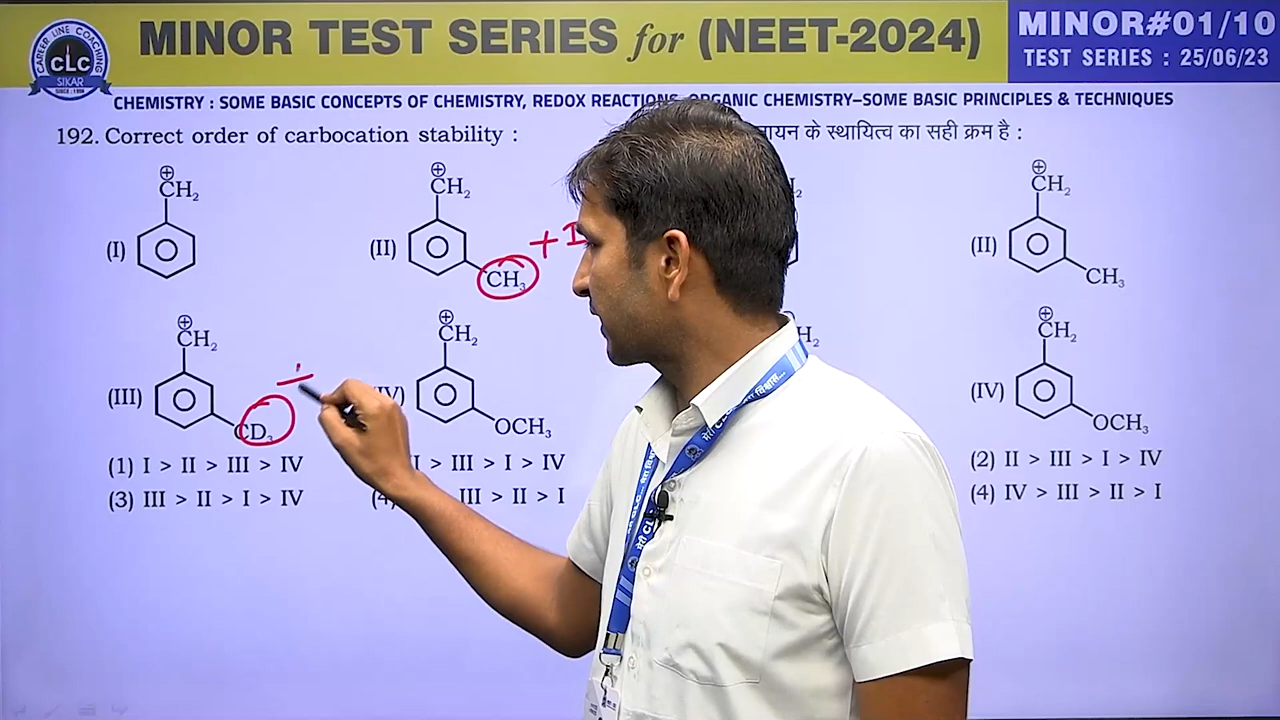 CAREER LINE COACHING
CLC
SIKAR
SINCE : 1996
MINOR TEST SERIES for (NEET-2024)
MINOR#01/10
TEST SERIES : 25/06/23
CHEMISTRY : SOME BASIC CONCEPTS OF CHEMISTRY, REDOX REACTIONS, ORGANIC CHEMISTRY–SOME BASIC PRINCIPLES & TECHNIQUES
192. Correct order of carbocation stability :
के स्थायित्व का सही क्रम है :
⊕
CH₂
(I)
⊕
CH₂
(II)
CH₃
+ I
⊕
CH₂
(II)
CH₃
⊕
CH₂
(III)
CD₃
⊕
CH₂
(IV)
OCH₃
⊕
CH₂
(IV)
OCH₃
(1) I > II > III > IV
I > III > I > IV
(2) II > III > I > IV
(3) III > II > I > IV
(4) III > II > I
(4) IV > III > II > I